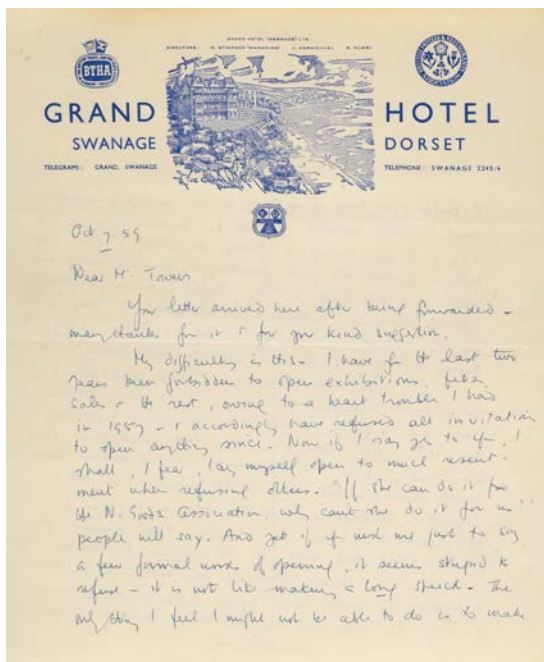 GRAND HOTEL (SWANAGE) LTD.
BTHA
GRAND HOTEL
SWANAGE DORSET
TELEGRAMS: GRAND, SWANAGE TELEPHONE: SWANAGE 2245/6
Oct 7. 59
Dear Mr. Towers
Your letter arrived here after being forwarded -
many thanks for it & for your kind suggestion.
My difficulty is this - I have for the last two
years been forbidden to open exhibitions, fetes,
sales & the rest, owing to a heart trouble I had
in 1957 - & accordingly have refused all invitations
to open anything since. Now if I say yes to you, I
shall, I fear, lay myself open to much resent-
ment when refusing others. "If she can do it for
the N. Association, why cant she do it for us"
people will say. And yet if you wish me just to say
a few formal words of opening, it seems stupid to
refuse - it is not like making a long speech. The
only thing I feel I might not be able to do is to make